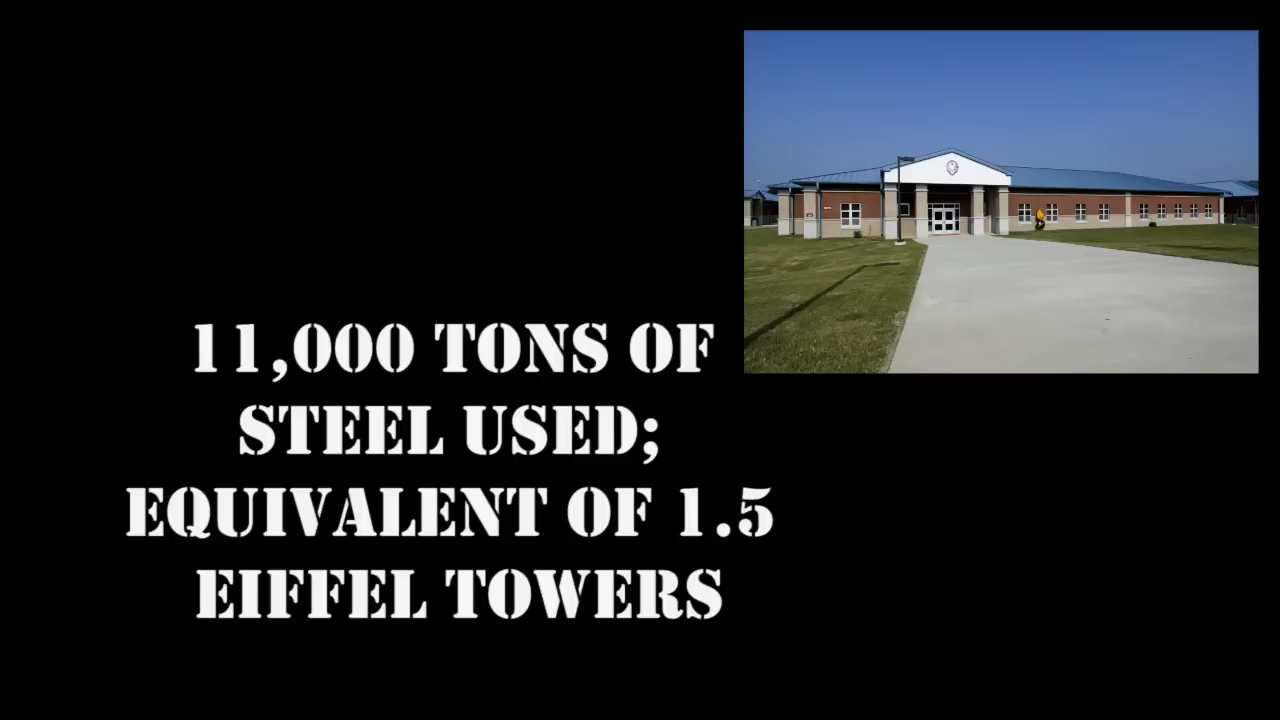 11,000 TONS OF
STEEL USED;
EQUIVALENT OF 1.5
EIFFEL TOWERS